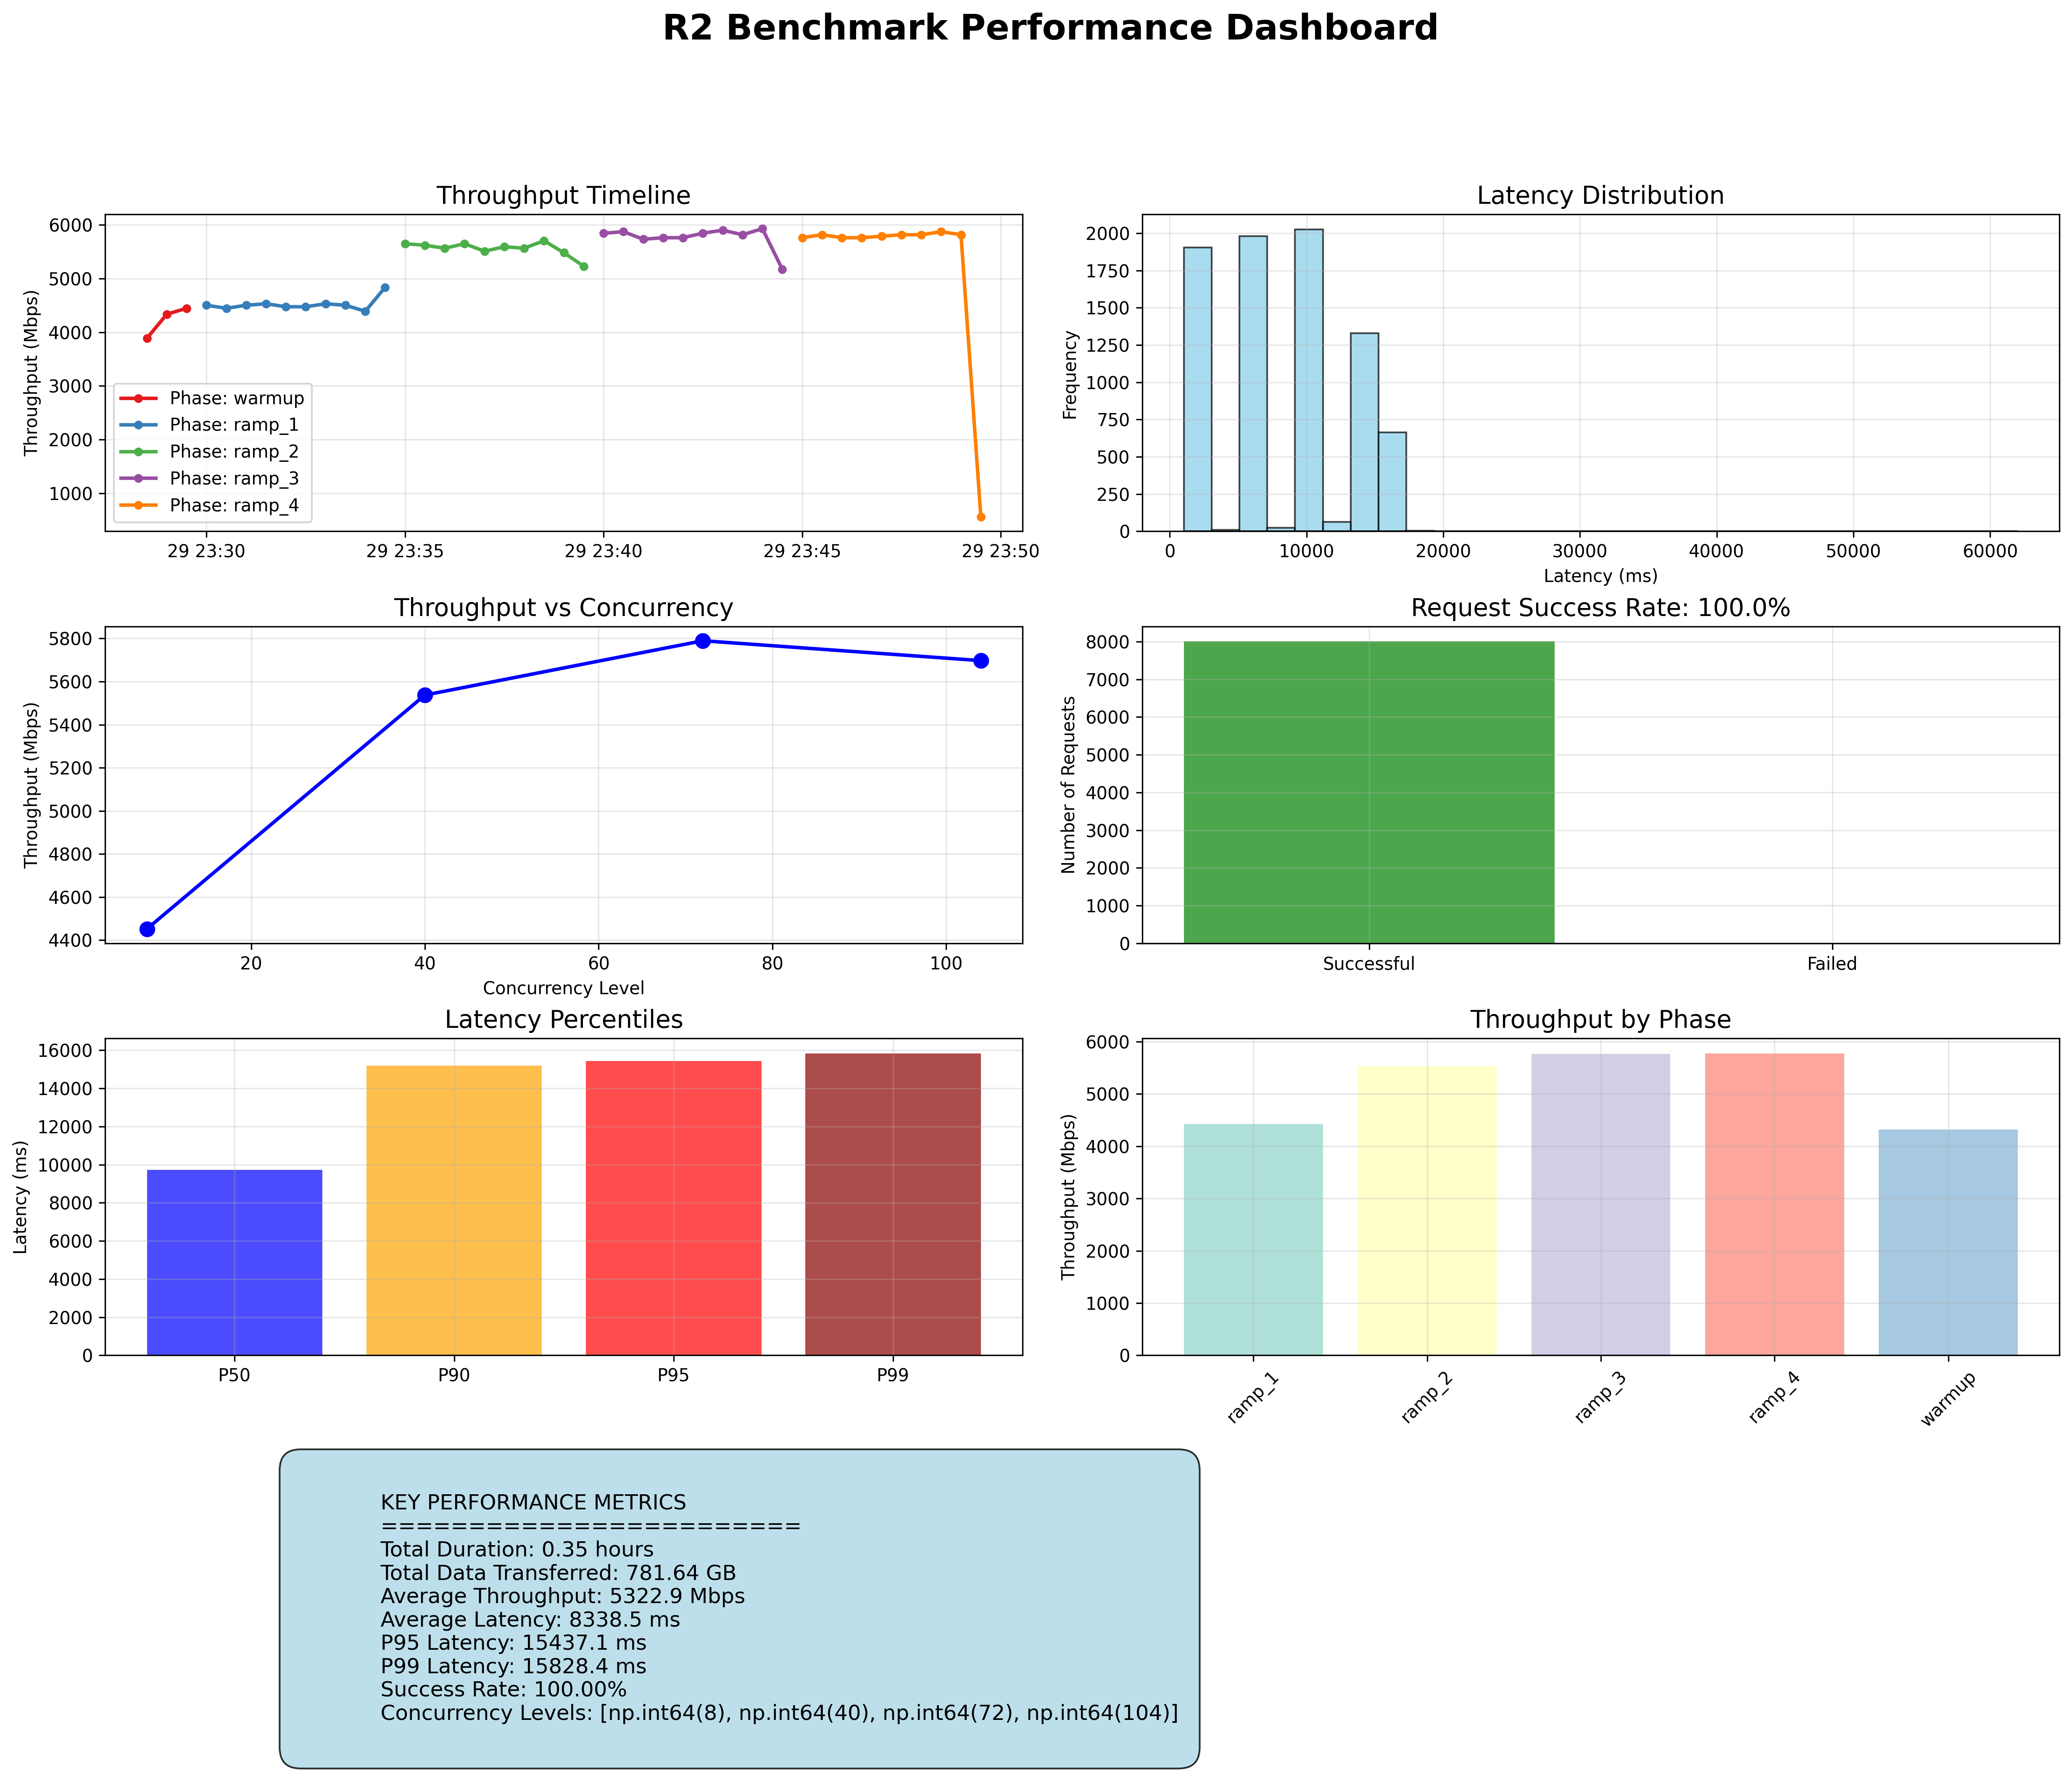 R2 Benchmark Performance Dashboard
Throughput Timeline
Throughput (Mbps)
6000
5000
4000
3000
2000
1000
Phase: warmup
Phase: ramp_1
Phase: ramp_2
Phase: ramp_3
Phase: ramp_4
29 23:30 29 23:35 29 23:40 29 23:45 29 23:50
Latency Distribution
Frequency
2000
1750
1500
1250
1000
750
500
250
0
0 10000 20000 30000 40000 50000 60000
Latency (ms)
Throughput vs Concurrency
Throughput (Mbps)
5800
5600
5400
5200
5000
4800
4600
4400
20 40 60 80 100
Concurrency Level
Request Success Rate: 100.0%
Number of Requests
8000
7000
6000
5000
4000
3000
2000
1000
0
Successful Failed
Latency Percentiles
Latency (ms)
16000
14000
12000
10000
8000
6000
4000
2000
0
P50 P90 P95 P99
Throughput by Phase
Throughput (Mbps)
6000
5000
4000
3000
2000
1000
0
ramp_1 ramp_2 ramp_3 ramp_4 warmup
KEY PERFORMANCE METRICS
========================
Total Duration: 0.35 hours
Total Data Transferred: 781.64 GB
Average Throughput: 5322.9 Mbps
Average Latency: 8338.5 ms
P95 Latency: 15437.1 ms
P99 Latency: 15828.4 ms
Success Rate: 100.00%
Concurrency Levels: [np.int64(8), np.int64(40), np.int64(72), np.int64(104)]